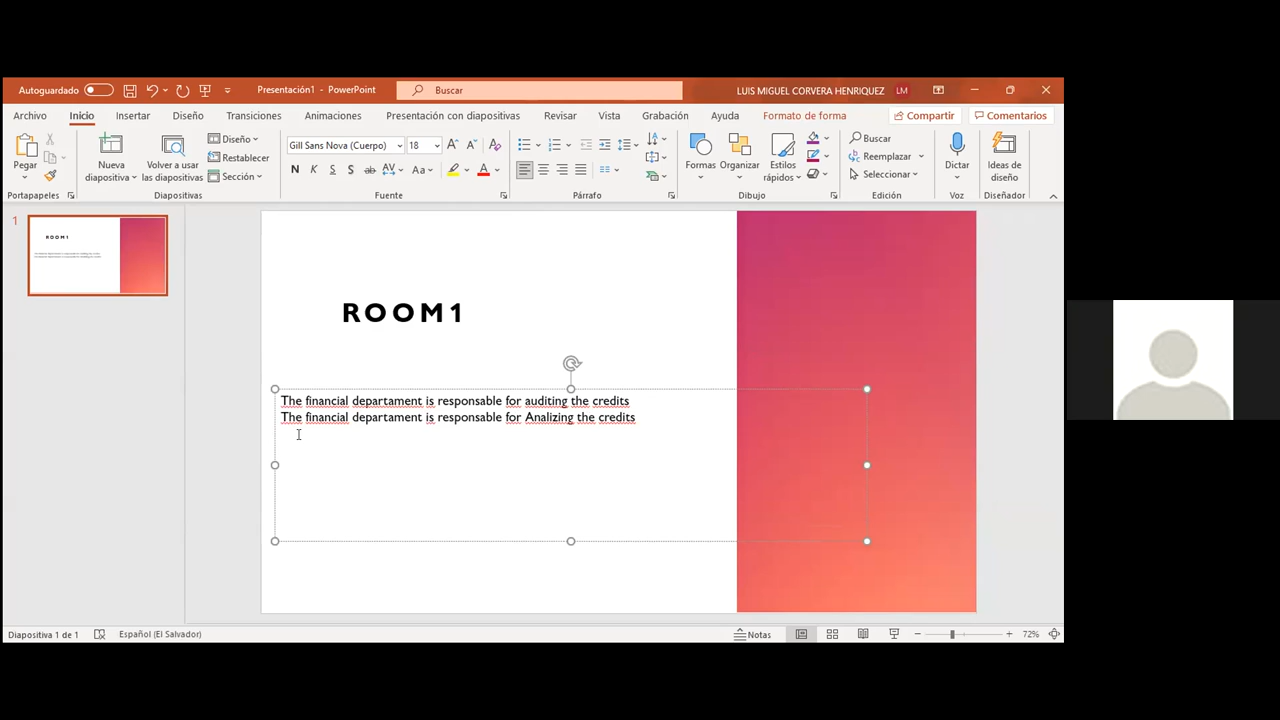 Autoguardado
Presentación1 - PowerPoint
Buscar
LUIS MIGUEL CORVERA HENRIQUEZ LM
Archivo Inicio Insertar Diseño Transiciones Animaciones Presentación con diapositivas Revisar Vista Grabación Ayuda Formato de forma Compartir Comentarios
Pegar
Nueva diapositiva
Volver a usar las diapositivas
Diseño
Restablecer
Sección
Gill Sans Nova (Cuerpo) 18
N K S S ab AV Aa A
Formas Organizar Estilos rápidos
Buscar
Reemplazar
Seleccionar
Dictar
Ideas de diseño
Portapapeles Diapositivas Fuente Párrafo Dibujo Edición Voz Diseñador
1
ROOM1
The financial departament is responsable for auditing the credits
The financial departament is responsable for Analizing the credits
Diapositiva 1 de 1 Español (El Salvador) Notas 72%